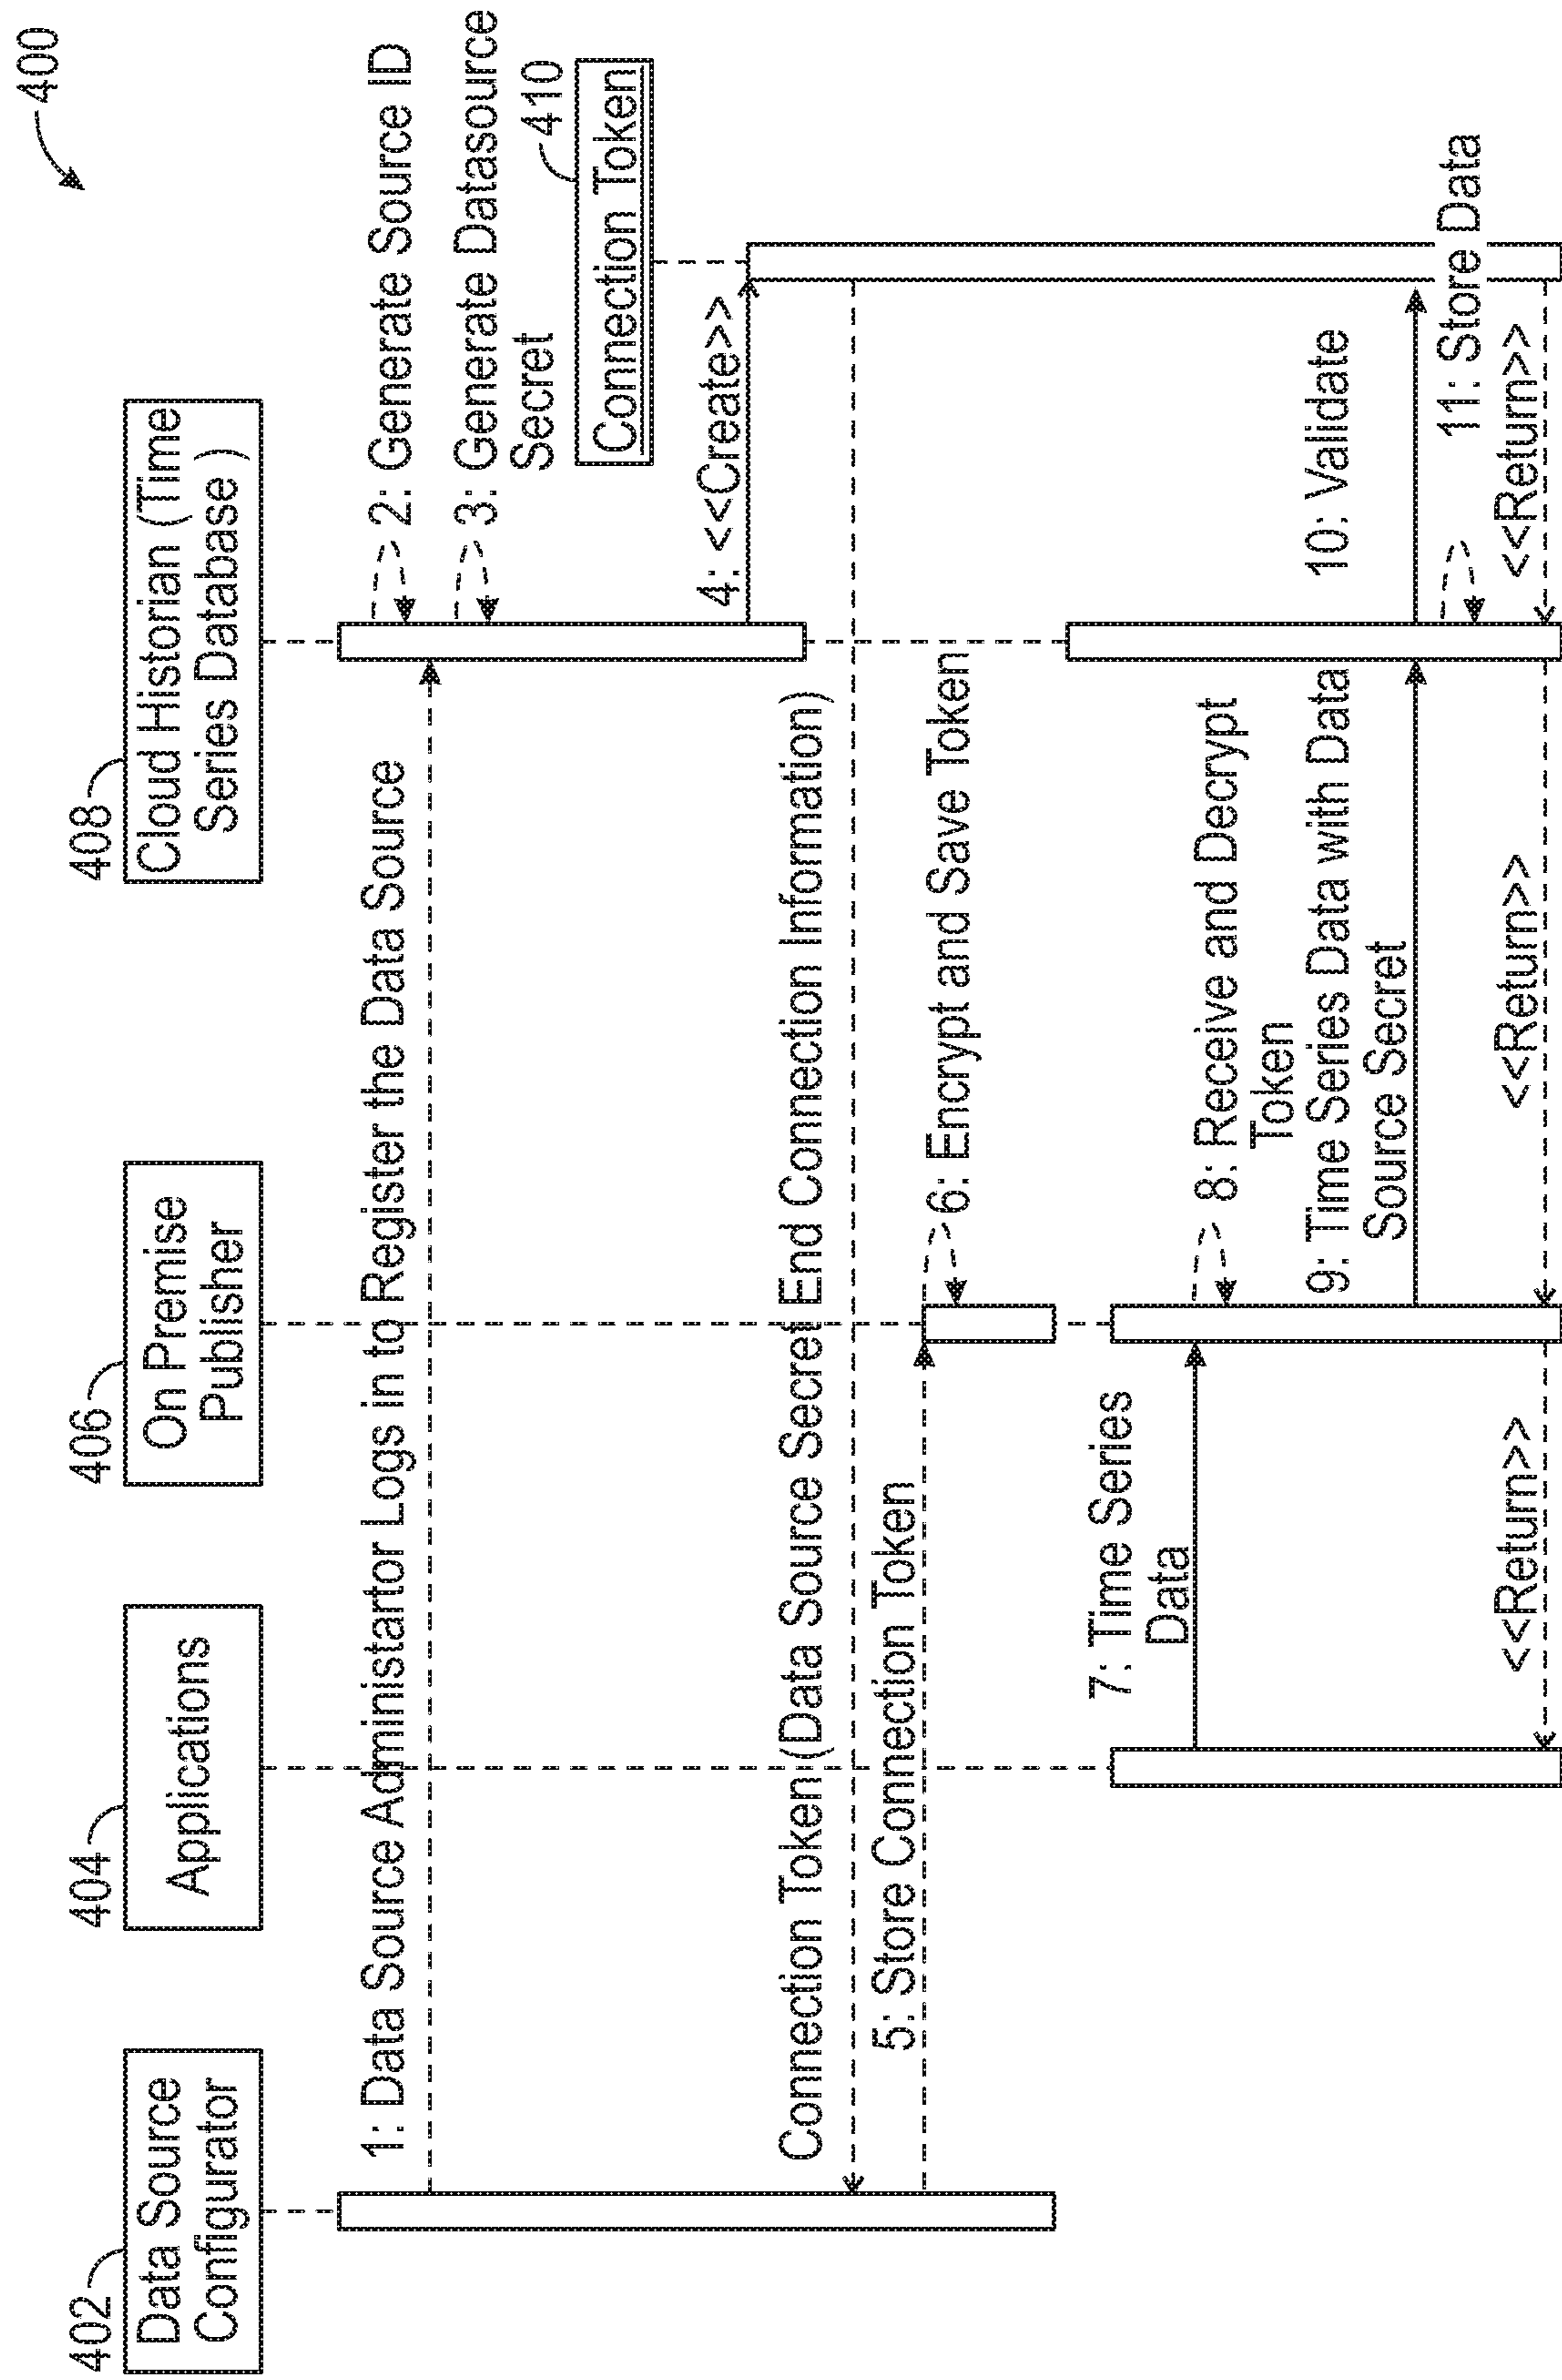 400
402
Data Source
Configurator
404
Applications
406
On Premise
Publisher
408
Cloud Historian (Time
Series Database )
1: Data Source Administartor Logs in to Register the Data Source
2: Generate Source ID
3: Generate Datasource
Secret
410
Connection Token
4: <<Create>>
Connection Token (Data Source Secret End Connection Information)
5: Store Connection Token
6: Encrypt and Save Token
7: Time Series
Data
8: Receive and Decrypt
Token
9: Time Series Data with Data
Source Secret
10: Validate
11: Store Data
<<Return>>
<<Return>>
<<Return>>